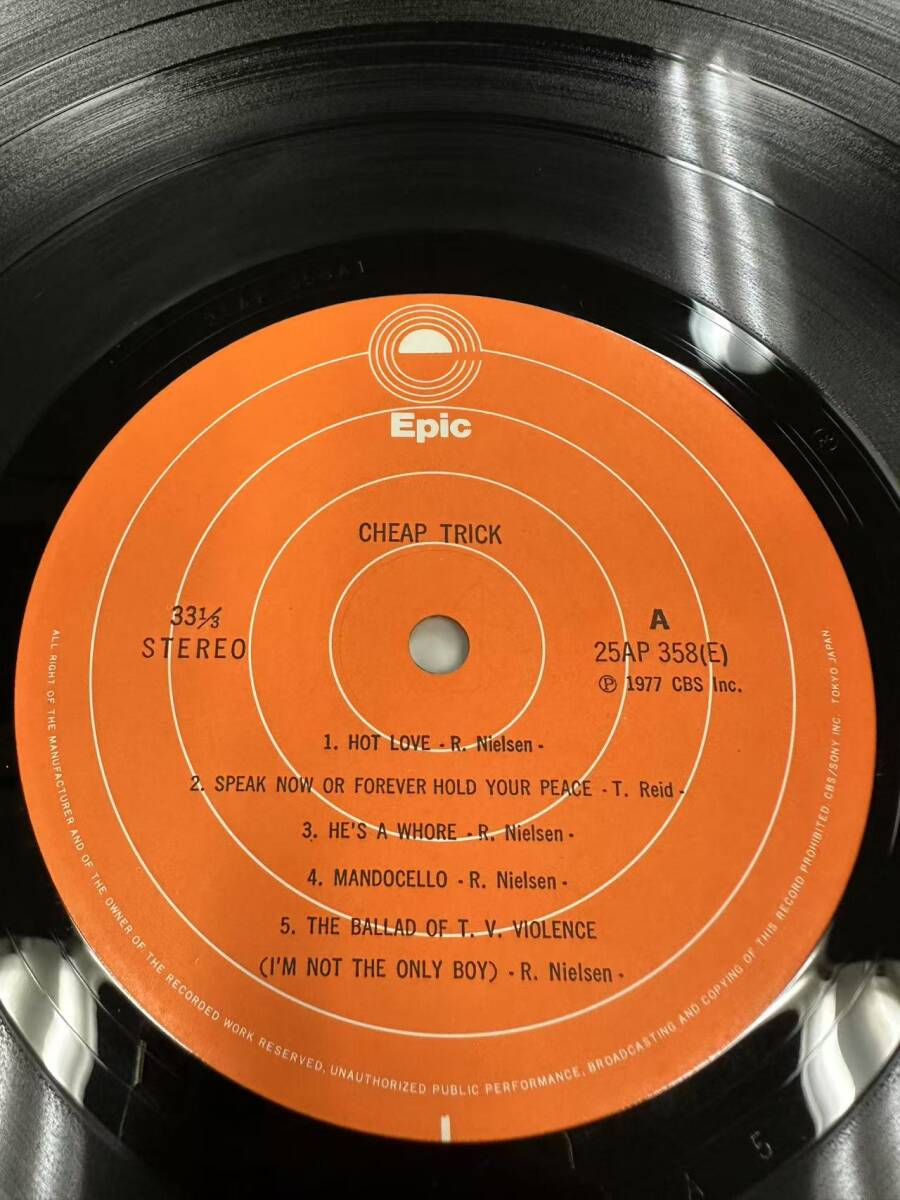 Epic
CHEAP TRICK
33⅓
STEREO
A
25AP 358(E)
Ⓟ 1977 CBS Inc.
1. HOT LOVE - R. Nielsen -
2. SPEAK NOW OR FOREVER HOLD YOUR PEACE - T. Reid -
3. HE'S A WHORE - R. Nielsen -
4. MANDOCELLO - R. Nielsen -
5. THE BALLAD OF T. V. VIOLENCE
(I'M NOT THE ONLY BOY) - R. Nielsen -
ALL RIGHT OF THE MANUFACTURER AND OF THE OWNER OF THE RECORDED WORK RESERVED, UNAUTHORIZED PUBLIC PERFORMANCE, BROADCASTING AND COPYING OF THIS RECORD PROHIBITED. CBS/SONY INC. TOKYO JAPAN.
A 5